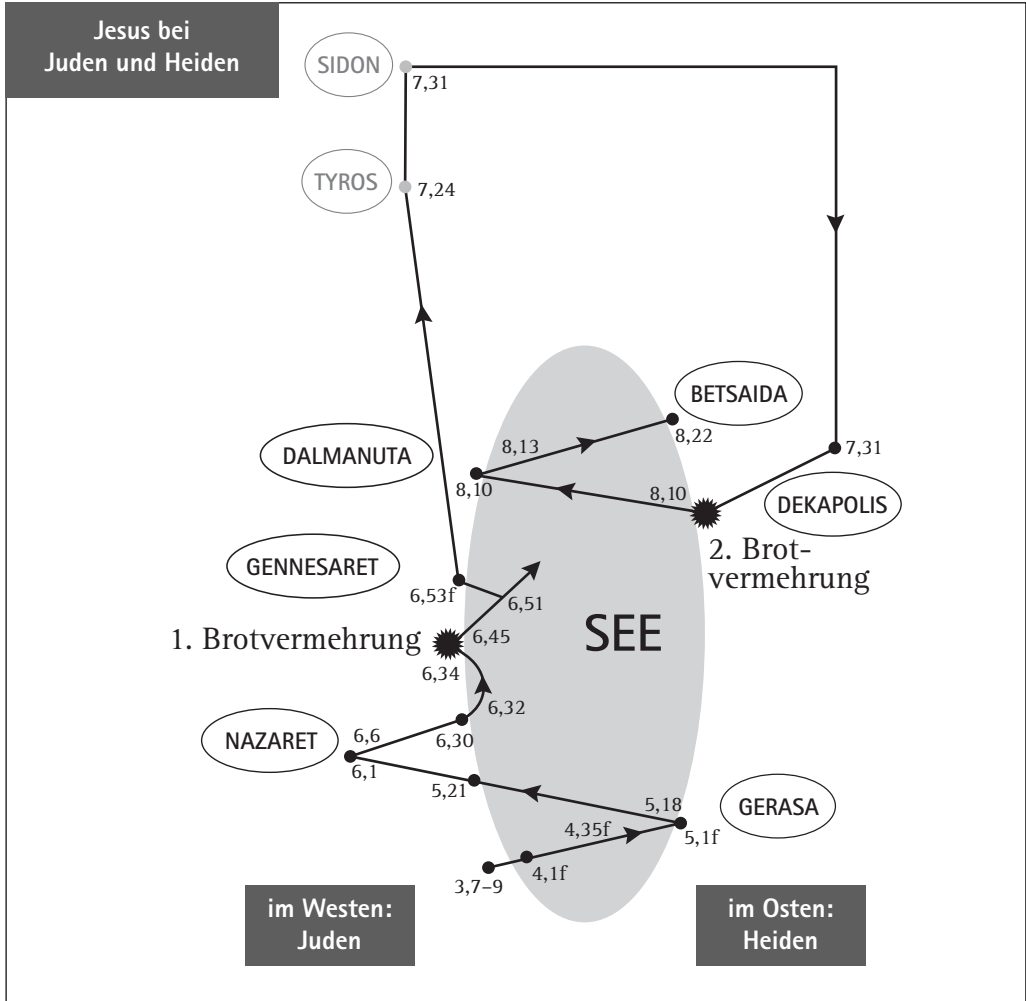 Jesus bei
Juden und Heiden
SIDON
7,31
TYROS
7,24
BETSAIDA
8,13
8,22
DALMANUTA
7,31
8,10
8,10
DEKAPOLIS
2. Brot-
vermehrung
GENNESARET
6,53f
6,51
SEE
1. Brotvermehrung
6,45
6,34
6,32
NAZARET
6,6
6,30
6,1
5,21
5,18
GERASA
4,35f
5,1f
4,1f
3,7–9
im Westen:
Juden
im Osten:
Heiden